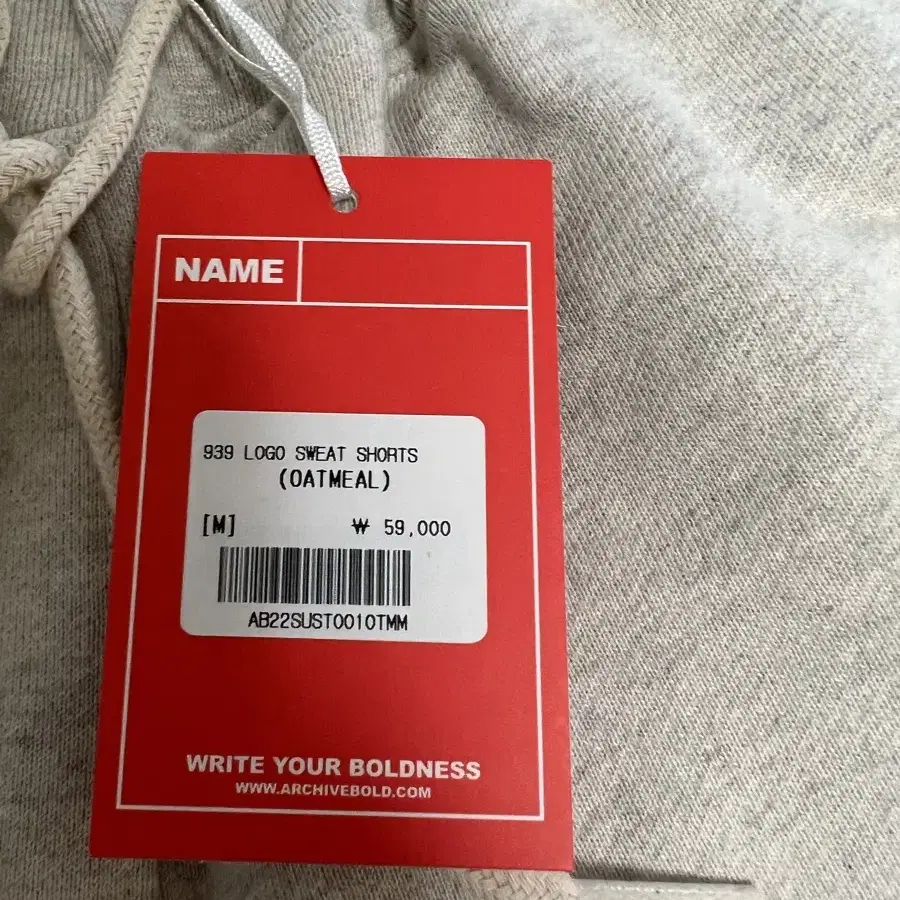 NAME
939 LOGO SWEAT SHORTS
(OATMEAL)
[M] ₩ 59,000
AB22SUST0010TMM
WRITE YOUR BOLDNESS
WWW.ARCHIVEBOLD.COM